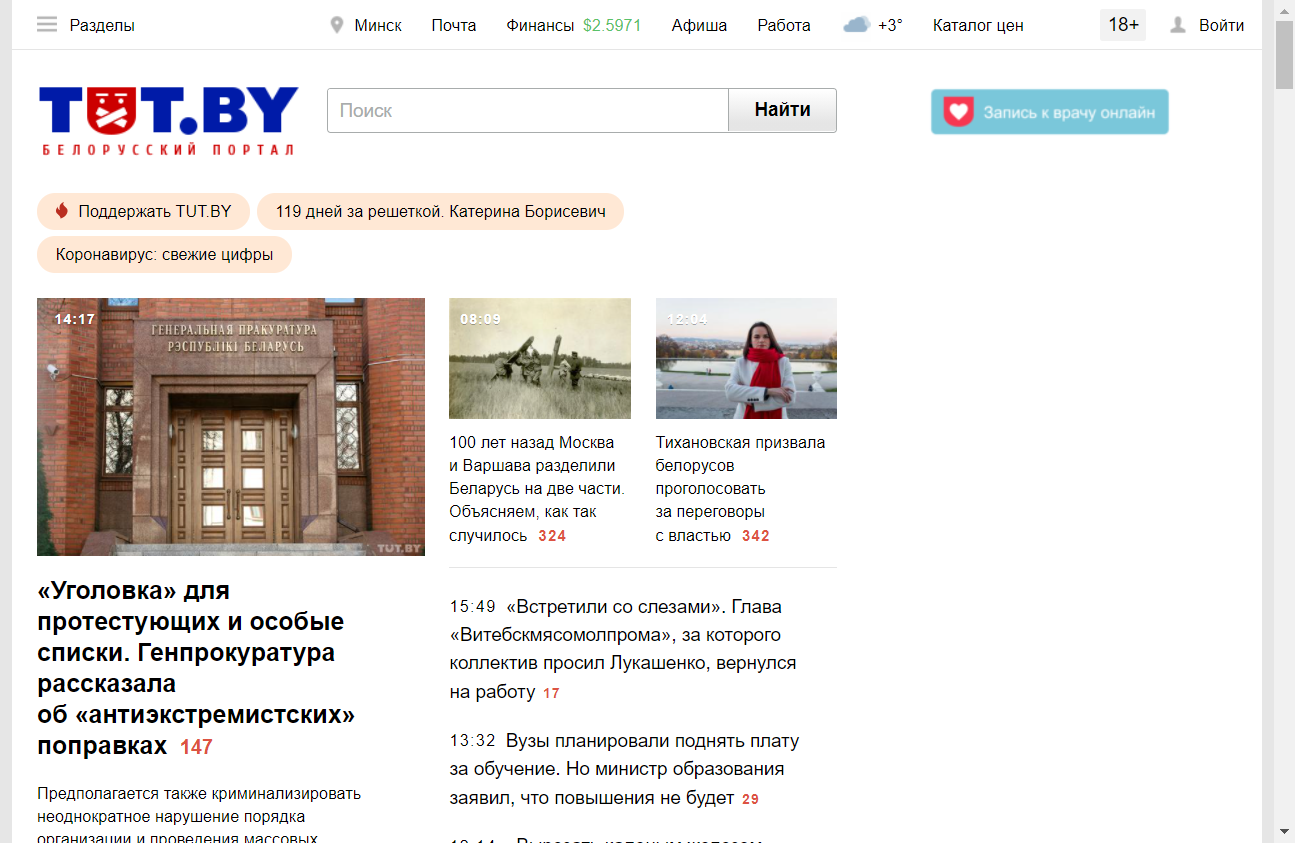 Разделы
Минск
Почта
Финансы $2.5971
Афиша
Работа
+3°
Каталог цен
18+
Войти
TUT.BY
БЕЛОРУССКИЙ ПОРТАЛ
Поиск
Найти
Запись к врачу онлайн
Поддержать TUT.BY
119 дней за решеткой. Катерина Борисевич
Коронавирус: свежие цифры
14:17
ГЕНЕРАЛЬНАЯ ПРАКУРАТУРА
РЭСПУБЛІКІ БЕЛАРУСЬ
TUT.BY
«Уголовка» для
протестующих и особые
списки. Генпрокуратура
рассказала
об «антиэкстремистских»
поправках 147
Предполагается также криминализировать
неоднократное нарушение порядка
организации и проведения массовых
08:09
100 лет назад Москва
и Варшава разделили
Беларусь на две части.
Объясняем, как так
случилось 324
12:04
Тихановская призвала
белорусов
проголосовать
за переговоры
с властью 342
15:49 «Встретили со слезами». Глава
«Витебскмясомолпрома», за которого
коллектив просил Лукашенко, вернулся
на работу 17
13:32 Вузы планировали поднять плату
за обучение. Но министр образования
заявил, что повышения не будет 29